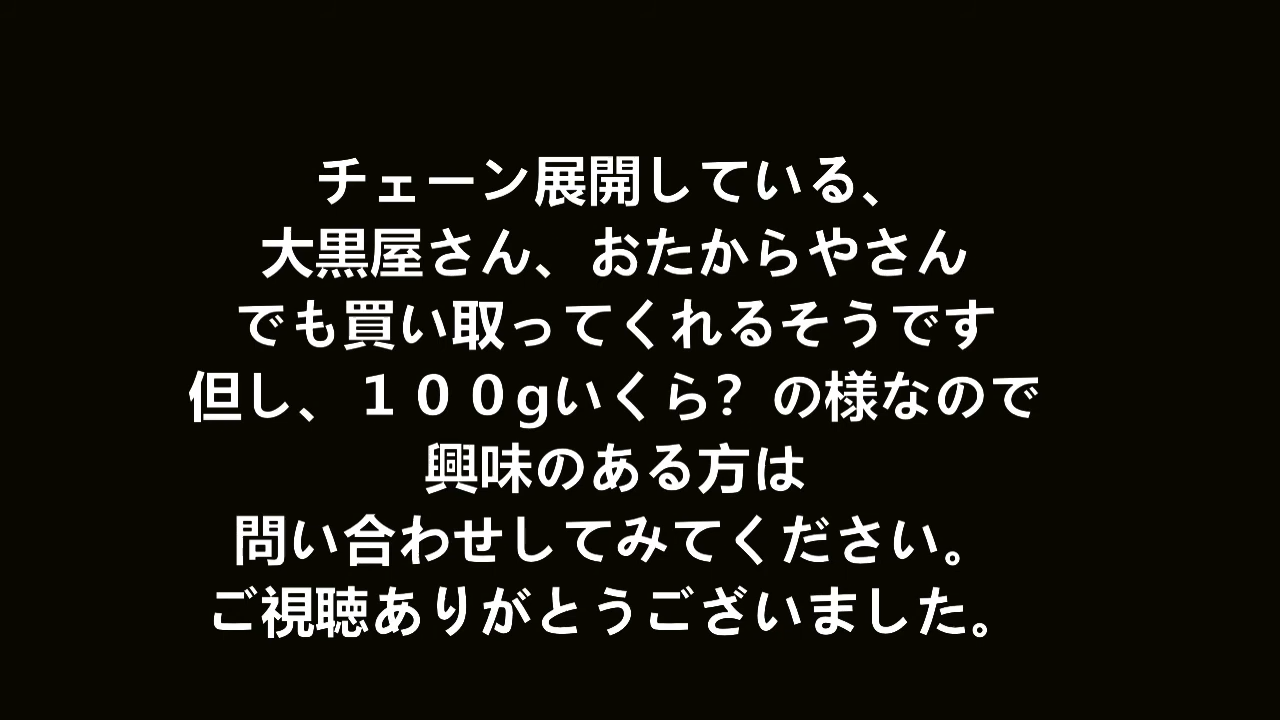 チェーン展開している、
大黒屋さん、おたからやさん
でも買い取ってくれるそうです
但し、１００gいくら？の様なので
興味のある方は
問い合わせしてみてください。
ご視聴ありがとうございました。